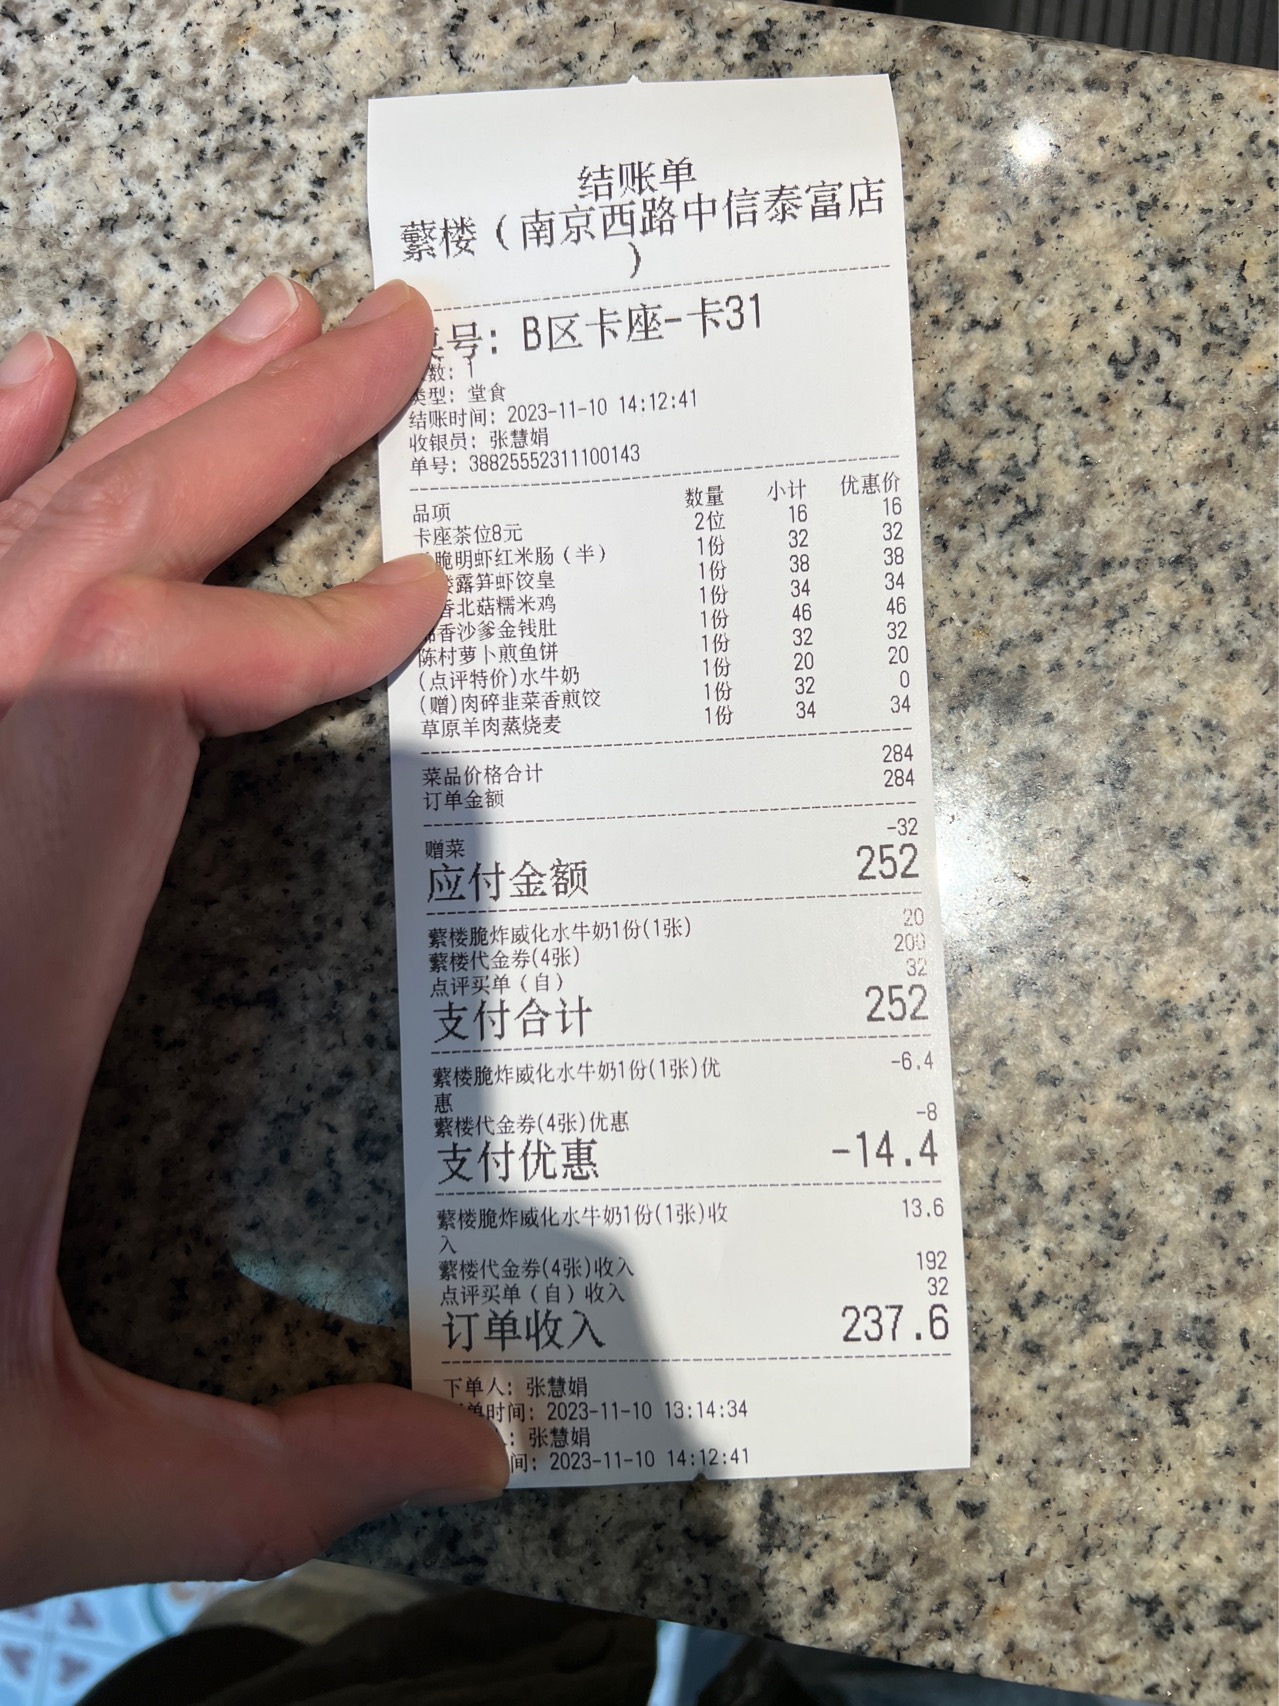 结账单
蘩楼（南京西路中信泰富店
）
号: B区卡座-卡31
数: 1
类型: 堂食
结账时间: 2023-11-10 14:12:41
收银员: 张慧娟
单号: 38825552311100143
品项 数量 小计 优惠价
卡座茶位8元 2位 16 16
脆明虾红米肠（半） 1份 32 32
露笋虾饺皇 1份 38 38
香北菇糯米鸡 1份 34 34
香沙爹金钱肚 1份 46 46
陈村萝卜煎鱼饼 1份 32 32
(点评特价)水牛奶 1份 20 20
(赠)肉碎韭菜香煎饺 1份 32 0
草原羊肉蒸烧麦 1份 34 34
菜品价格合计 284
订单金额 284
赠菜 -32
应付金额 252
蘩楼脆炸威化水牛奶1份(1张) 20
蘩楼代金券(4张) 200
点评买单（自） 32
支付合计 252
蘩楼脆炸威化水牛奶1份(1张)优 -6.4
惠
蘩楼代金券(4张)优惠 -8
支付优惠 -14.4
蘩楼脆炸威化水牛奶1份(1张)收 13.6
入
蘩楼代金券(4张)收入 192
点评买单（自）收入 32
订单收入 237.6
下单人: 张慧娟
单时间: 2023-11-10 13:14:34
: 张慧娟
间: 2023-11-10 14:12:41